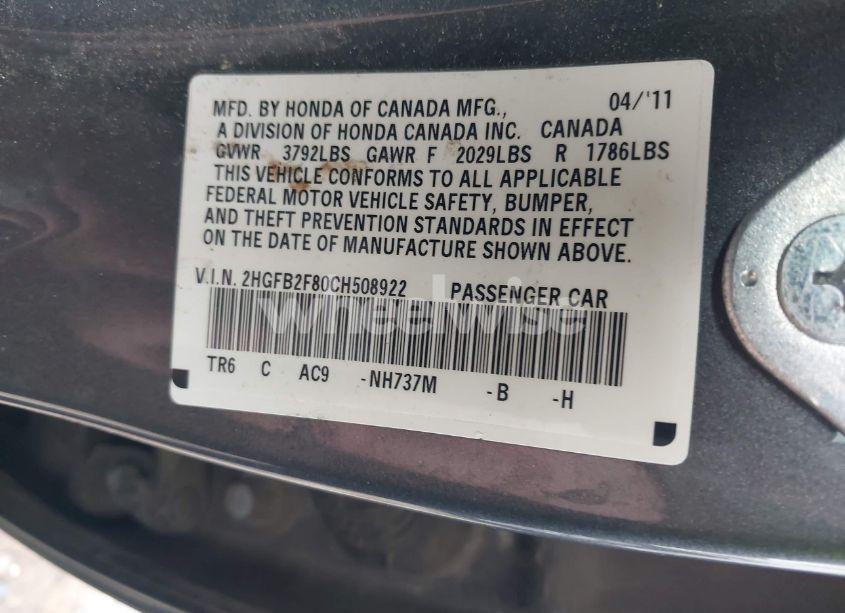 MFD. BY HONDA OF CANADA MFG., 04/'11
A DIVISION OF HONDA CANADA INC. CANADA
GVWR 3792LBS GAWR F 2029LBS R 1786LBS
THIS VEHICLE CONFORMS TO ALL APPLICABLE
FEDERAL MOTOR VEHICLE SAFETY, BUMPER,
AND THEFT PREVENTION STANDARDS IN EFFECT
ON THE DATE OF MANUFACTURE SHOWN ABOVE.
V.I.N. 2HGFB2F80CH508922 PASSENGER CAR
wheelwise
TR6 C AC9 -NH737M -B -H